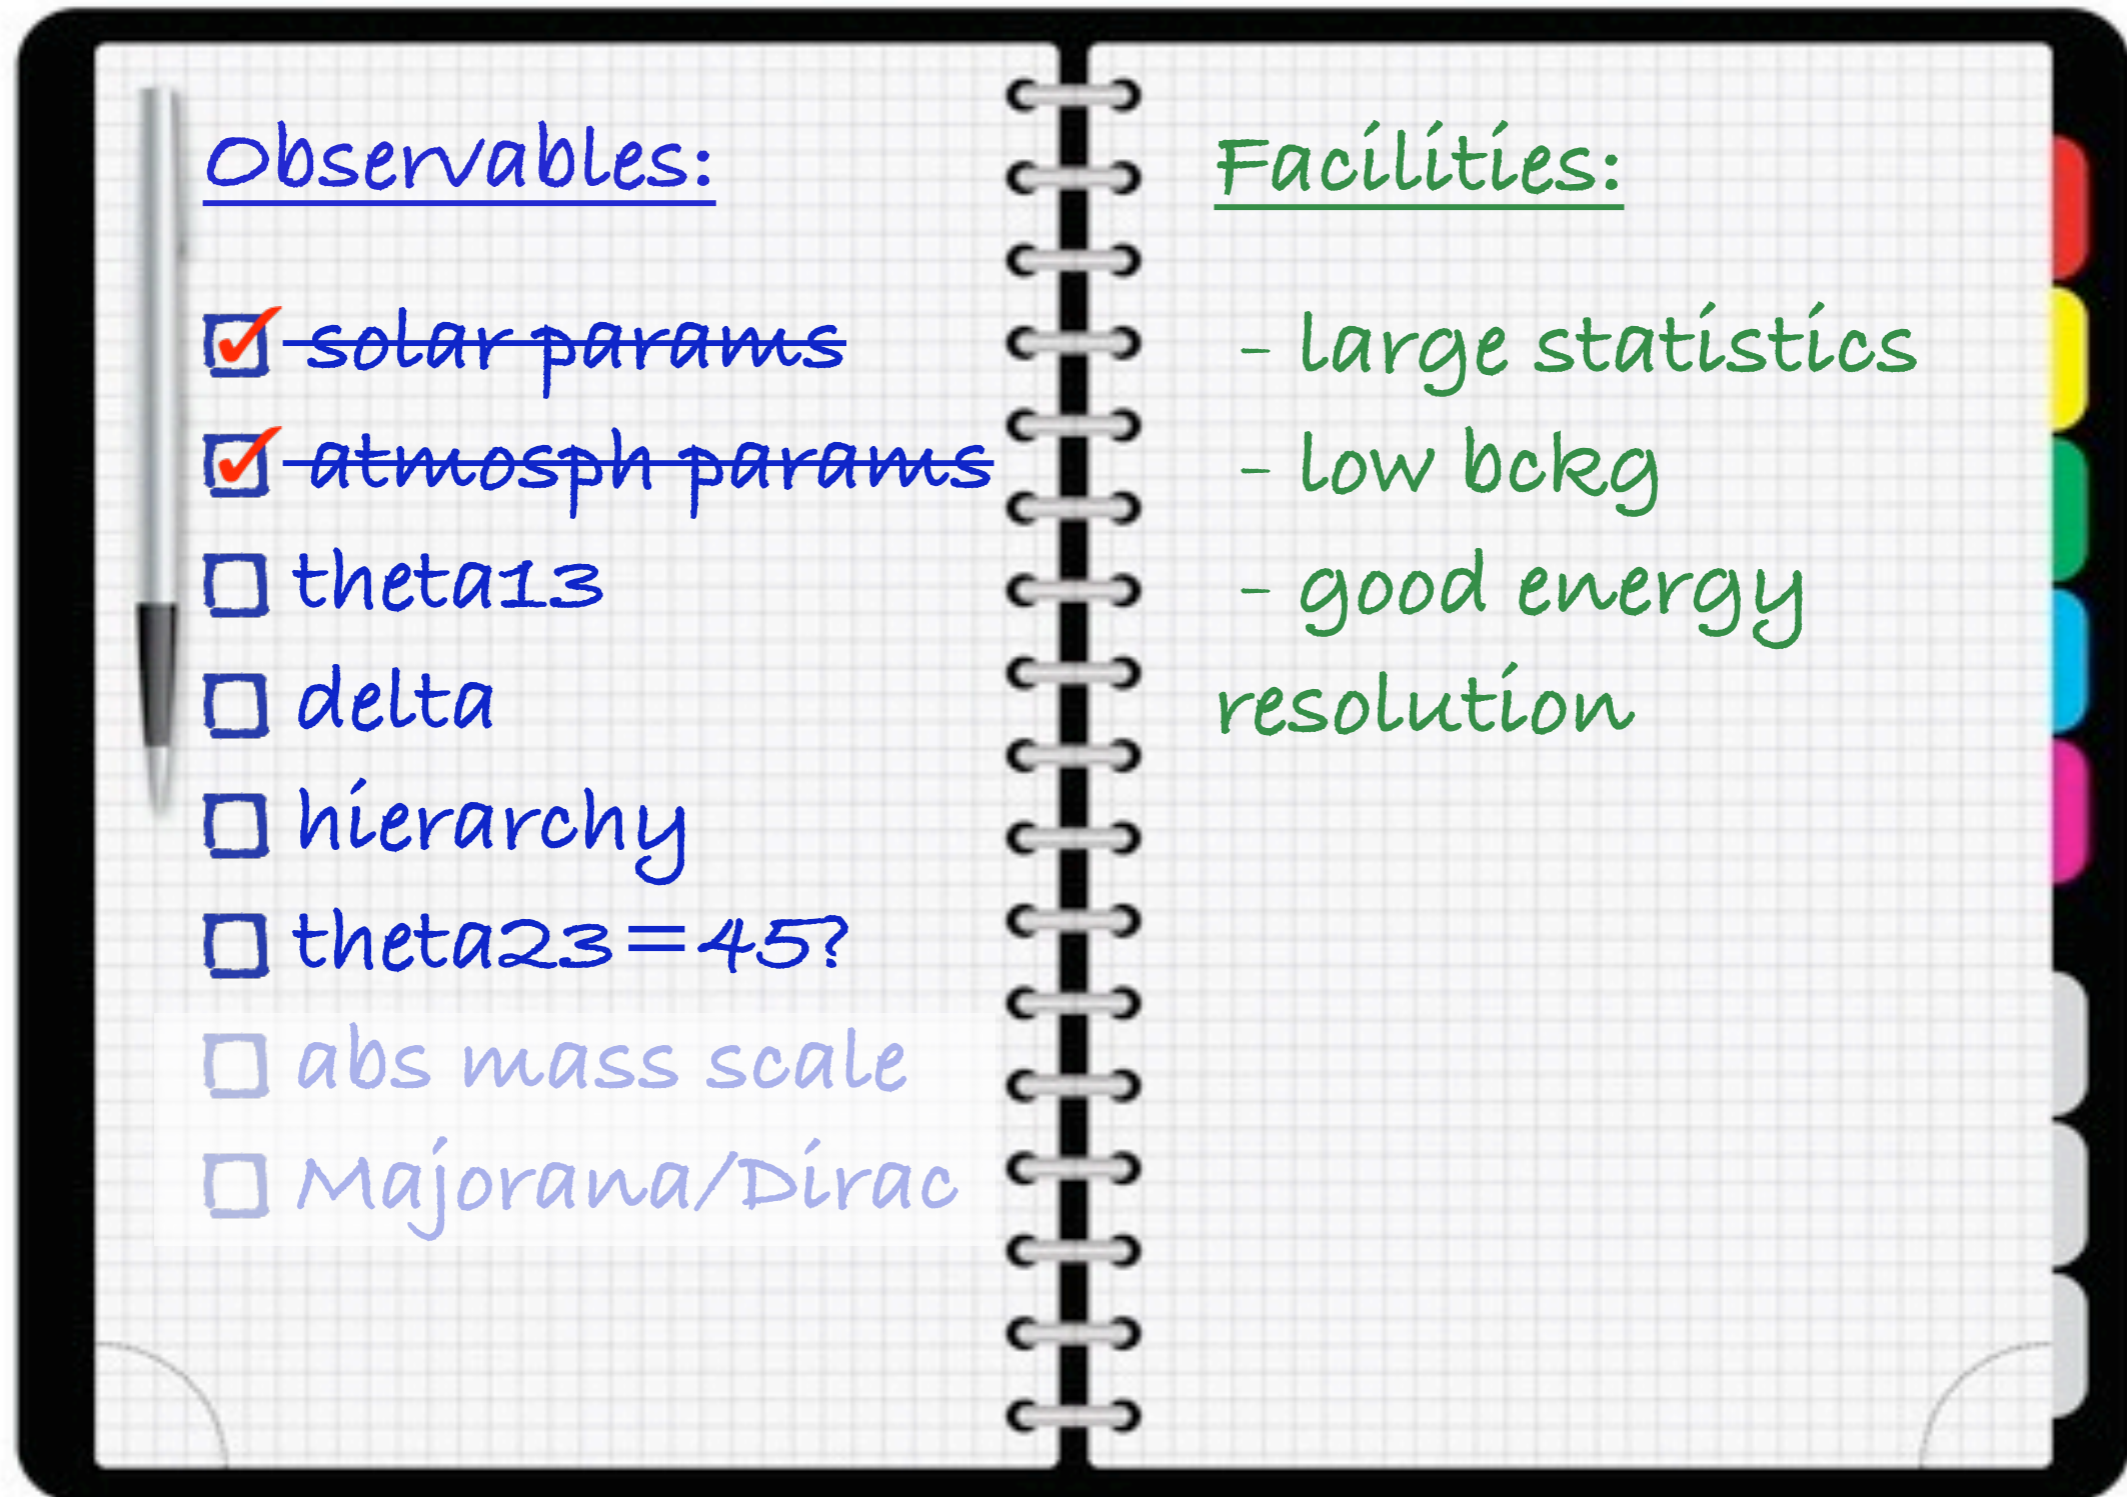 Observables:
solar params
atmosph params
theta13
delta
hierarchy
theta23=45?
abs mass scale
Majorana/Dirac
Facilities:
- large statistics
- low bckg
- good energy
resolution